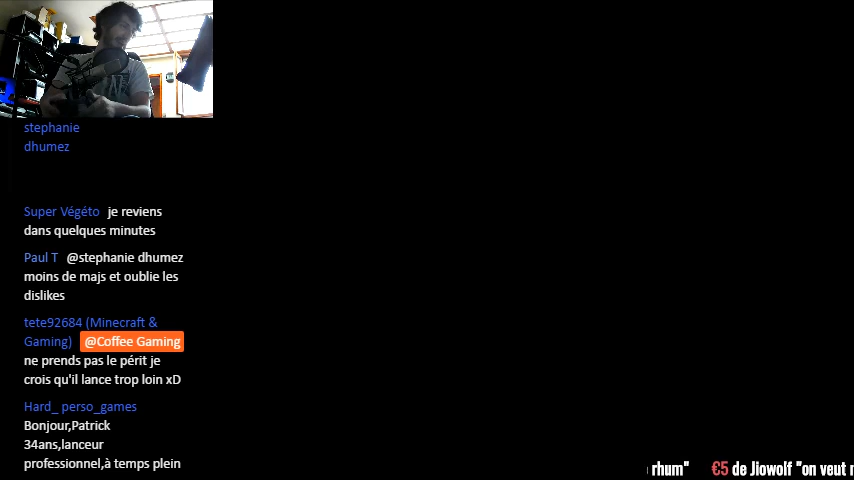 stephanie
dhumez
Super Végéto je reviens
dans quelques minutes
Paul T @stephanie dhumez
moins de majs et oublie les
dislikes
tete92684 (Minecraft &
Gaming) @Coffee Gaming
ne prends pas le périt je
crois qu'il lance trop loin xD
Hard_ perso_games
Bonjour,Patrick
34ans,lanceur
professionnel,à temps plein
rhum" €5 de Jiowolf "on veut